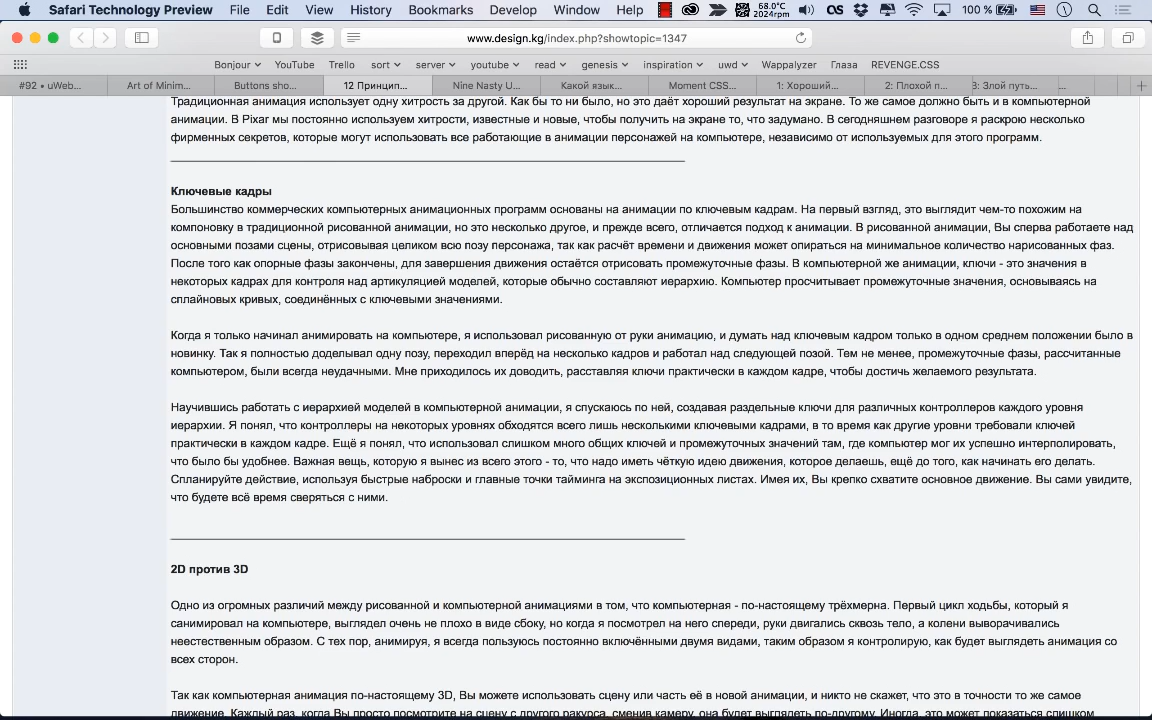 Safari Technology Preview File Edit View History Bookmarks Develop Window Help 68.0°C 2024rpm 100 %
www.design.kg/index.php?showtopic=1347
Bonjour YouTube Trello sort server youtube read genesis inspiration uwd Wappalyzer Глаза REVENGE.CSS
#92 • uWeb... Art of Minim... Buttons sho... 12 Принцип... Nine Nasty U... Какой язык... Moment CSS... 1: Хороший... 2: Плохой п... 3: Злой путь... ...
Традиционная анимация использует одну хитрость за другой. Как бы то ни было, но это даёт хороший результат на экране. То же самое должно быть и в компьютерной
анимации. В Pixar мы постоянно используем хитрости, известные и новые, чтобы получить на экране то, что задумано. В сегодняшнем разговоре я раскрою несколько
фирменных секретов, которые могут использовать все работающие в анимации персонажей на компьютере, независимо от используемых для этого программ.
Ключевые кадры
Большинство коммерческих компьютерных анимационных программ основаны на анимации по ключевым кадрам. На первый взгляд, это выглядит чем-то похожим на
компоновку в традиционной рисованной анимации, но это несколько другое, и прежде всего, отличается подход к анимации. В рисованной анимации, Вы сперва работаете над
основными позами сцены, отрисовывая целиком всю позу персонажа, так как расчёт времени и движения может опираться на минимальное количество нарисованных фаз.
После того как опорные фазы закончены, для завершения движения остаётся отрисовать промежуточные фазы. В компьютерной же анимации, ключи - это значения в
некоторых кадрах для контроля над артикуляцией моделей, которые обычно составляют иерархию. Компьютер просчитывает промежуточные значения, основываясь на
сплайновых кривых, соединённых с ключевыми значениями.
Когда я только начинал анимировать на компьютере, я использовал рисованную от руки анимацию, и думать над ключевым кадром только в одном среднем положении было в
новинку. Так я полностью доделывал одну позу, переходил вперёд на несколько кадров и работал над следующей позой. Тем не менее, промежуточные фазы, рассчитанные
компьютером, были всегда неудачными. Мне приходилось их доводить, расставляя ключи практически в каждом кадре, чтобы достичь желаемого результата.
Научившись работать с иерархией моделей в компьютерной анимации, я спускаюсь по ней, создавая раздельные ключи для различных контроллеров каждого уровня
иерархии. Я понял, что контроллеры на некоторых уровнях обходятся всего лишь несколькими ключевыми кадрами, в то время как другие уровни требовали ключей
практически в каждом кадре. Ещё я понял, что использовал слишком много общих ключей и промежуточных значений там, где компьютер мог их успешно интерполировать,
что было бы удобнее. Важная вещь, которую я вынес из всего этого - то, что надо иметь чёткую идею движения, которое делаешь, ещё до того, как начинать его делать.
Спланируйте действие, используя быстрые наброски и главные точки тайминга на экспозиционных листах. Имея их, Вы крепко схватите основное движение. Вы сами увидите,
что будете всё время сверяться с ними.
2D против 3D
Одно из огромных различий между рисованной и компьютерной анимациями в том, что компьютерная - по-настоящему трёхмерна. Первый цикл ходьбы, который я
санимировал на компьютере, выглядел очень не плохо в виде сбоку, но когда я посмотрел на него спереди, руки двигались сквозь тело, а колени выворачивались
неестественным образом. С тех пор, анимируя, я всегда пользуюсь постоянно включёнными двумя видами, таким образом я контролирую, как будет выглядеть анимация со
всех сторон.
Так как компьютерная анимация по-настоящему 3D, Вы можете использовать сцену или часть её в новой анимации, и никто не скажет, что это в точности то же самое
движение. Каждый раз, когда Вы просто посмотрите на сцену с другого ракурса, сменив камеру, она будет выглядеть по-другому. Иногда, это может показаться слишком